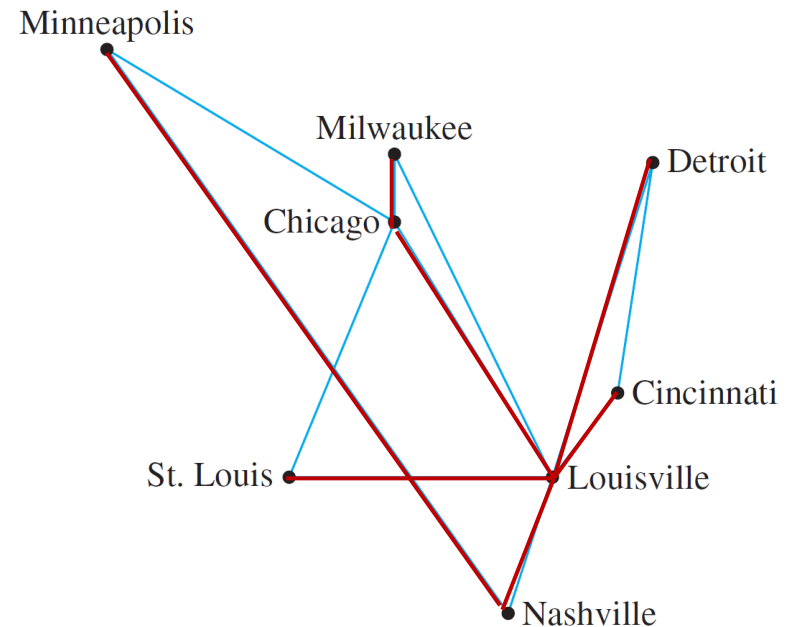 Minneapolis
Milwaukee
Detroit
Chicago
Cincinnati
St. Louis
Louisville
Nashville